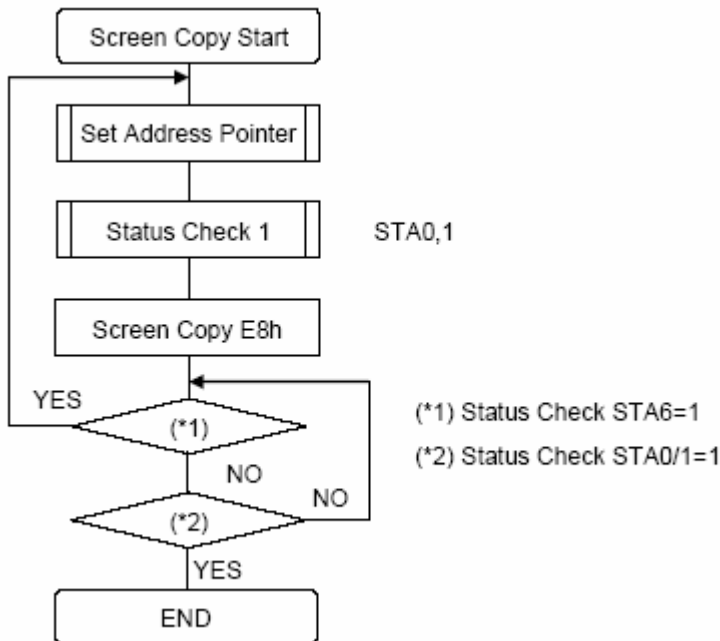 Screen Copy Start
Set Address Pointer
Status Check 1
STA0,1
Screen Copy E8h
YES
(*1)
(*1) Status Check STA6=1
(*2) Status Check STA0/1=1
NO
NO
(*2)
YES
END